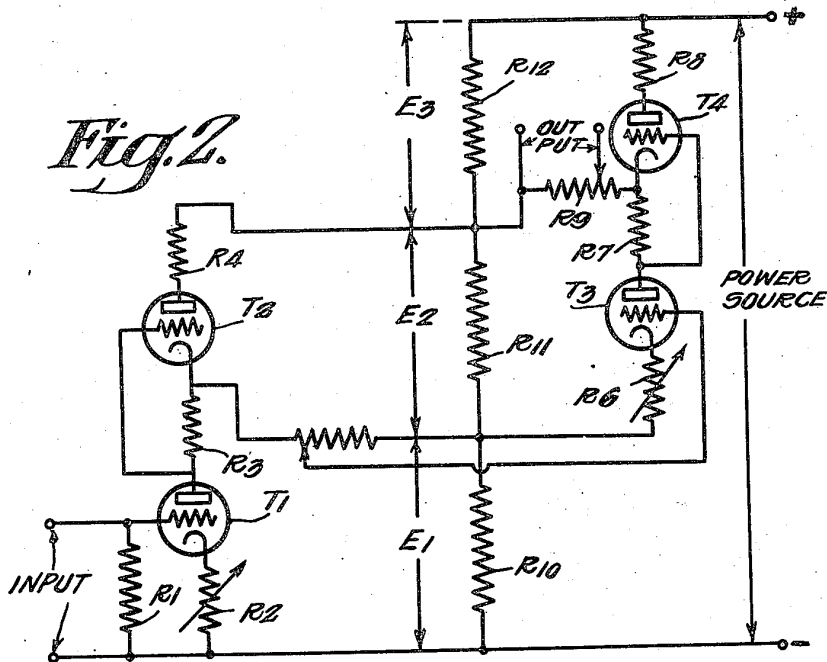 +
R12
R8
E3
T4
OUT
PUT
Fig. 2.
R9
R4
R7
T3
POWER
SOURCE
T2
E2
R11
R6
R3
T1
E1
R10
INPUT
R1
R2
-